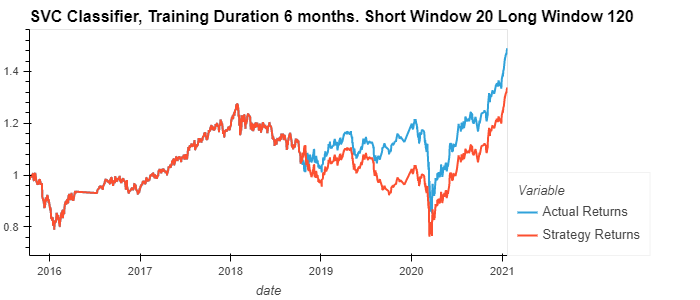 SVC Classifier, Training Duration 6 months. Short Window 20 Long Window 120
1.4
1.2
1
0.8
2016 2017 2018 2019 2020 2021
date
Variable
Actual Returns
Strategy Returns